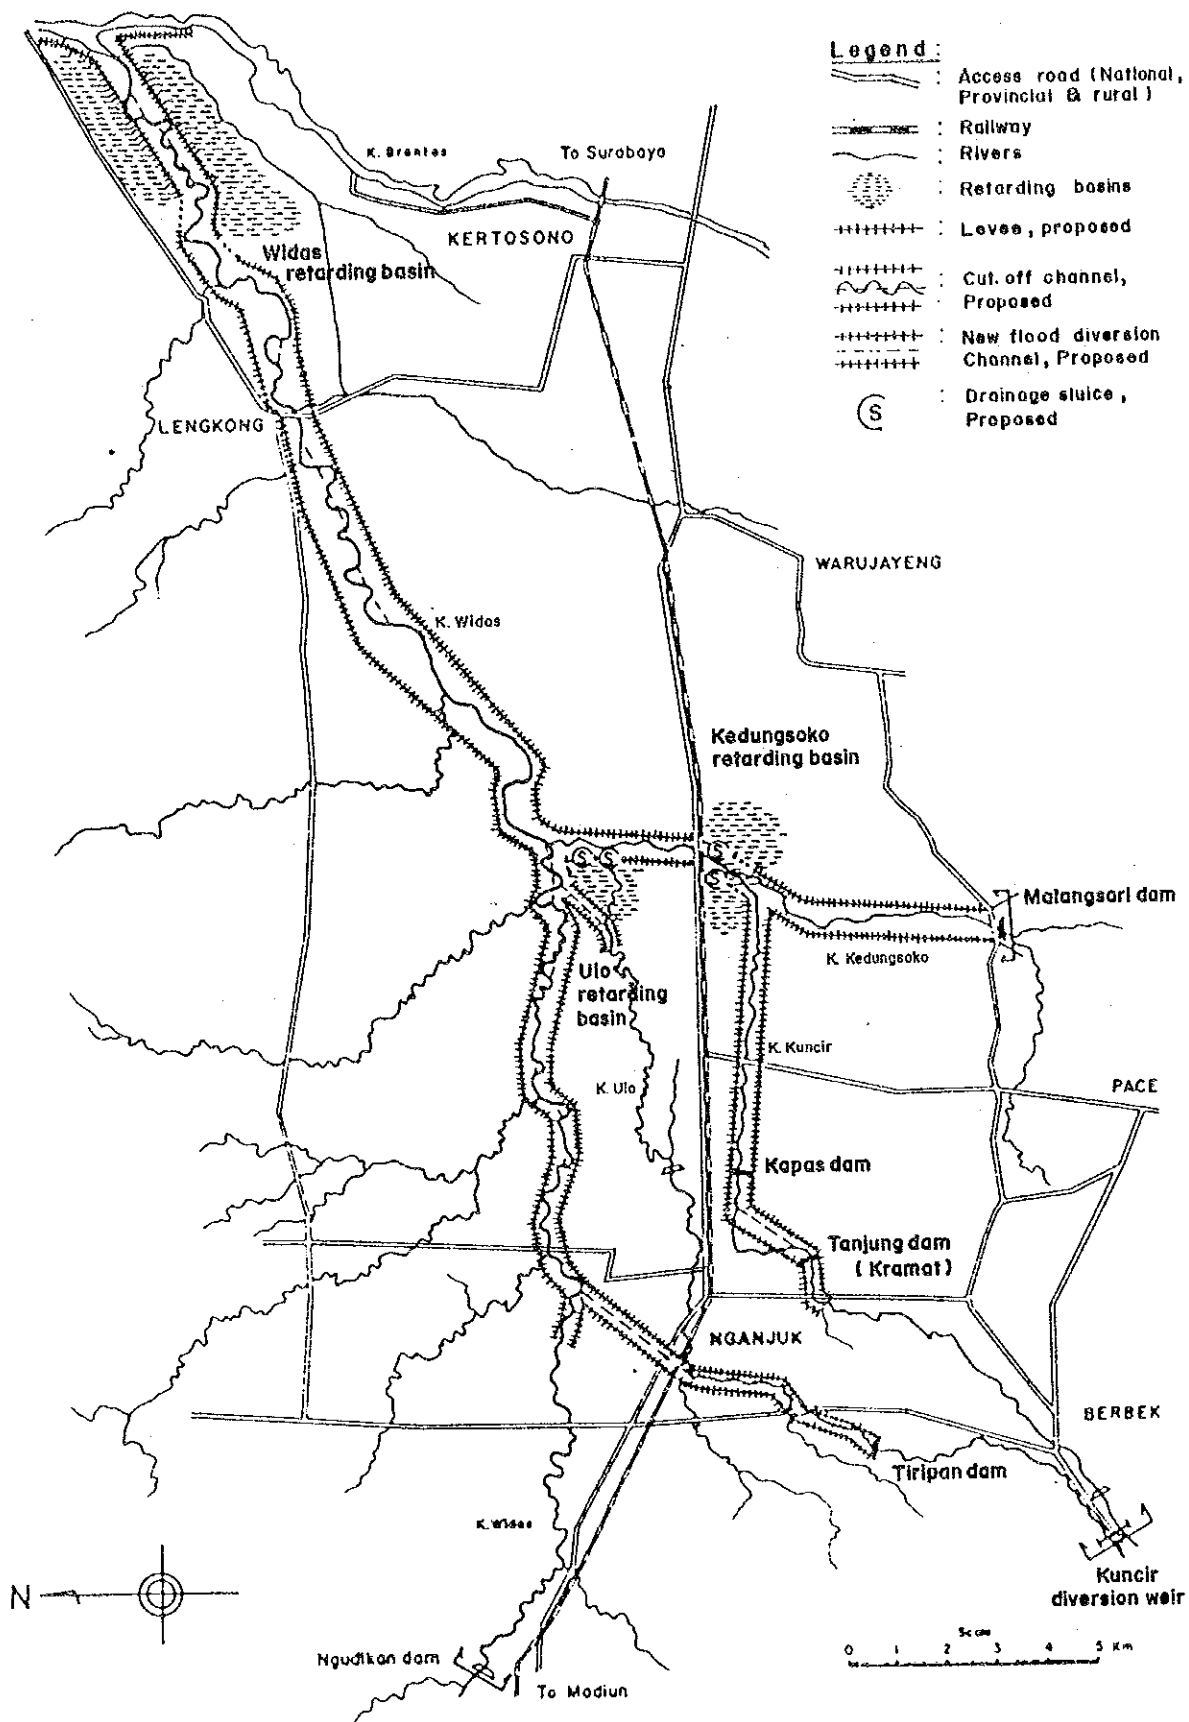 Legend :
: Access road (National,
Provincial & rural)
: Railway
: Rivers
: Retarding basins
: Levee, proposed
: Cut.off channel,
Proposed
: New flood diversion
Channel, Proposed
S : Drainage sluice,
Proposed
K. Brantas
To Surabaya
KERTOSONO
Widas
retarding basin
LENGKONG
WARUJAYENG
K. Widas
Kedungsoko
retarding basin
S S
S
S
Malangsari dam
K. Kedungsoko
Ulo
retarding
basin
K. Kuncir
K. Ulo
PACE
Kapas dam
Tanjung dam
(Kramat)
NGANJUK
BERBEK
Tiripan dam
K. Widas
Kuncir
diversion weir
N
Ngudikan dam
To Madiun
Scale
0 1 2 3 4 5 Km